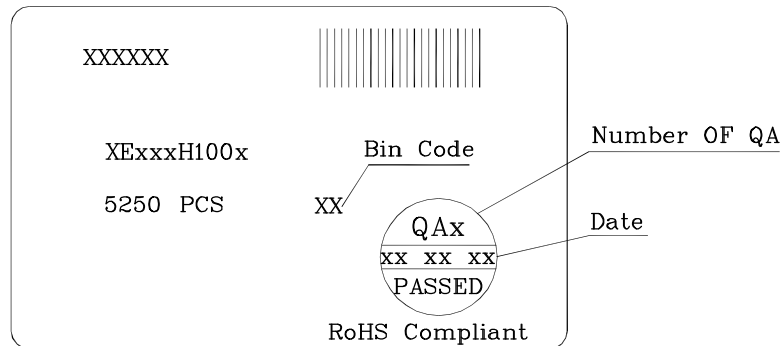 XXXXXX
XExxxH100x
Bin Code
Number OF QA
5250 PCS
XX
QAx
Date
xx xx xx
PASSED
RoHS Compliant